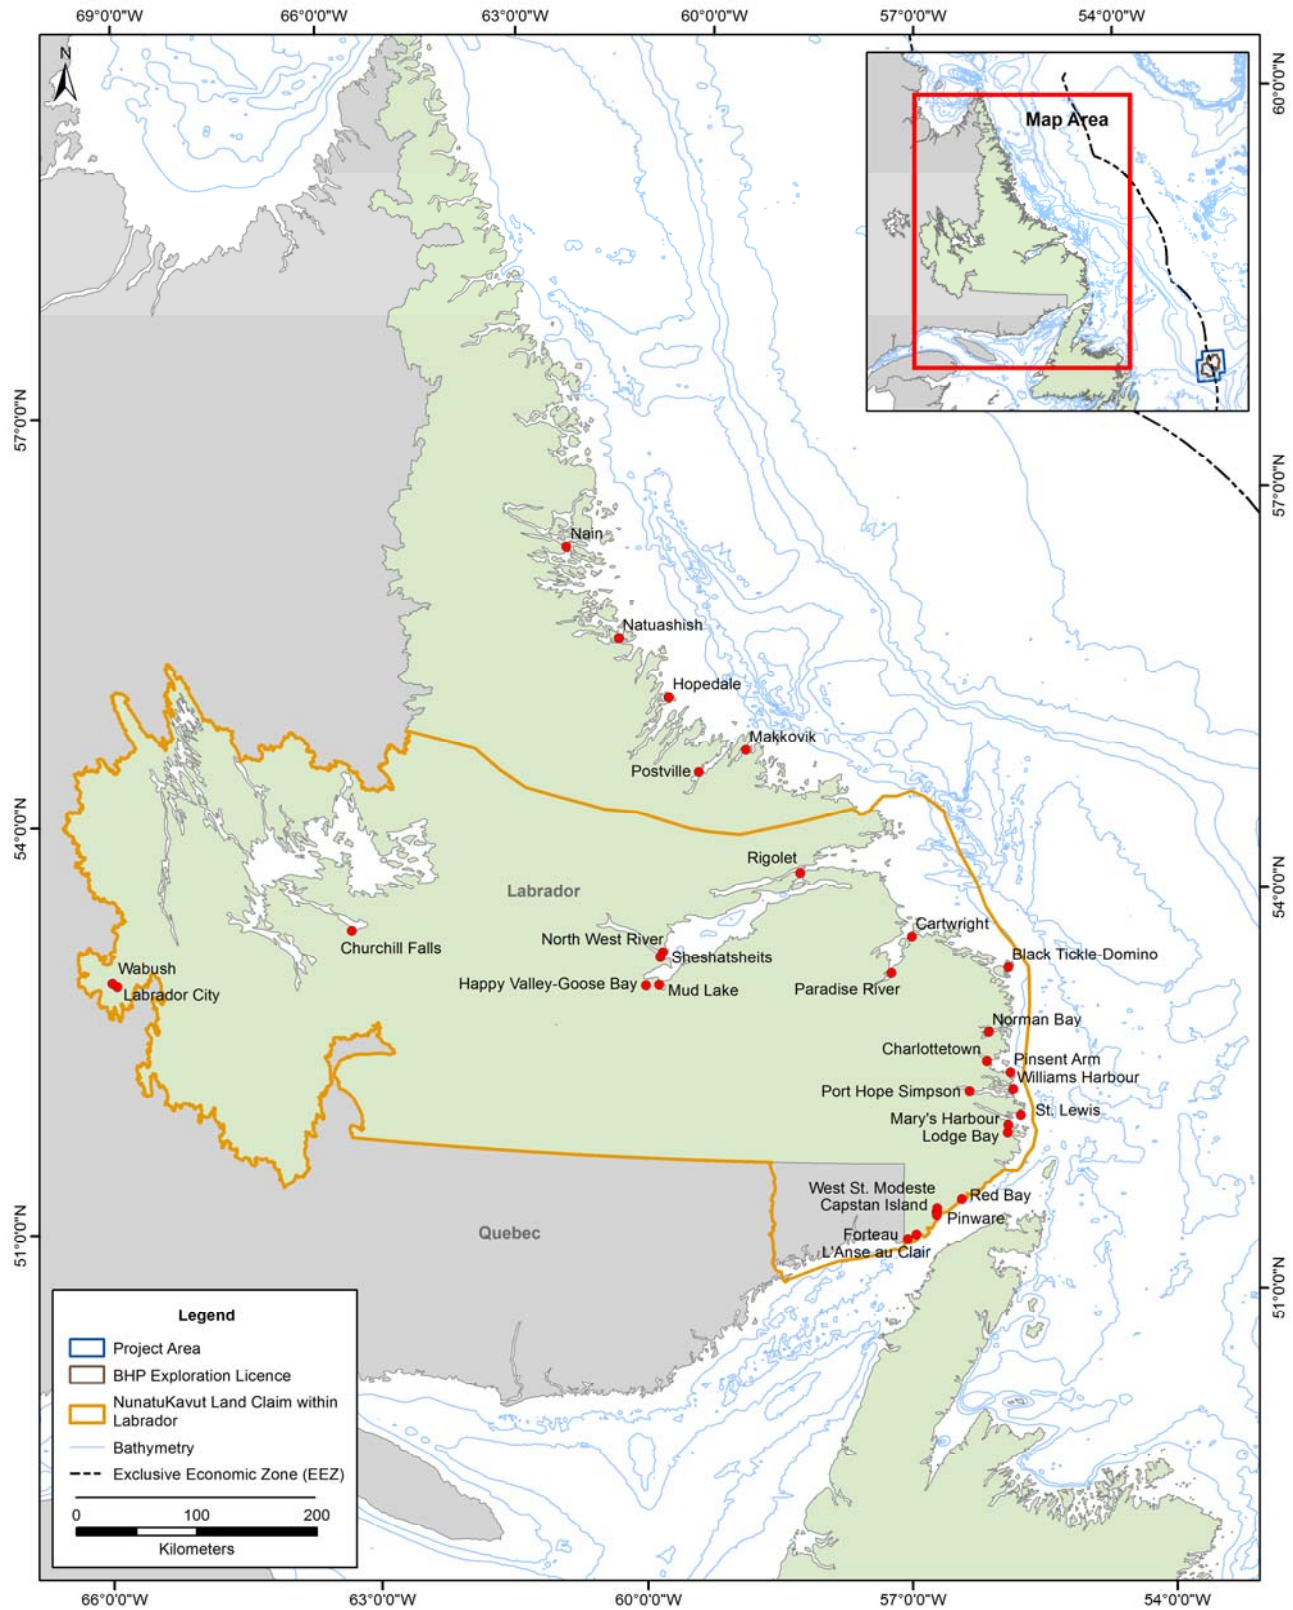 69°0'0"W 66°0'0"W 63°0'0"W 60°0'0"W 57°0'0"W 54°0'0"W
N
60°0'0"N
Map Area
57°0'0"N
57°0'0"N
Nain
Natuashish
Hopedale
Makkovik
Postville
54°0'0"N
Rigolet
54°0'0"N
Labrador
Cartwright
Churchill Falls
North West River
Sheshatsheits
Black Tickle-Domino
Wabush
Labrador City
Happy Valley-Goose Bay
Mud Lake
Paradise River
Norman Bay
Charlottetown
Pinsent Arm
Williams Harbour
Port Hope Simpson
St. Lewis
Mary's Harbour
Lodge Bay
West St. Modeste
Capstan Island
Red Bay
Pinware
Quebec
Forteau
L'Anse au Clair
51°0'0"N
51°0'0"N
Legend
Project Area
BHP Exploration Licence
NunatuKavut Land Claim within
Labrador
Bathymetry
Exclusive Economic Zone (EEZ)
0 100 200
Kilometers
66°0'0"W 63°0'0"W 60°0'0"W 57°0'0"W 54°0'0"W